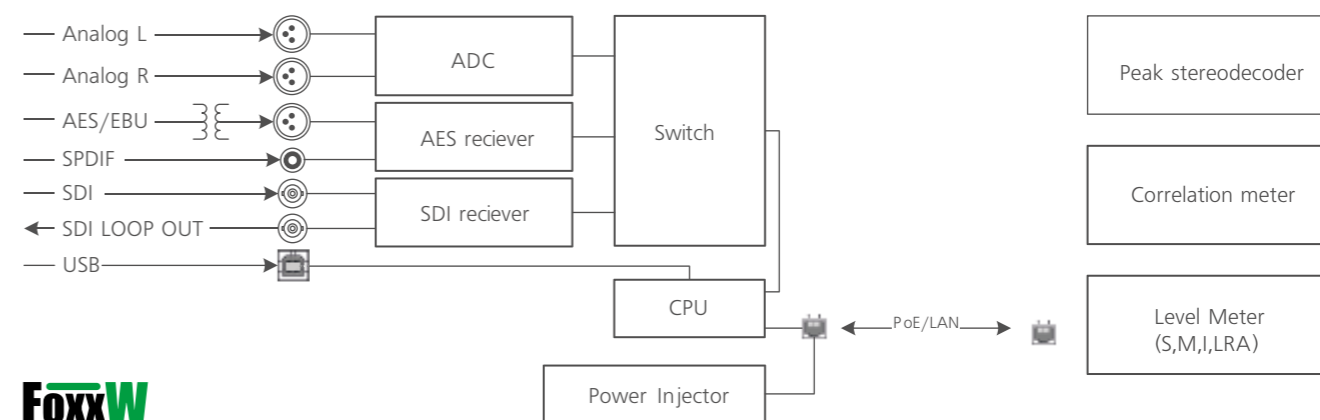 Analog L
Analog R
AES/EBU
SPDIF
SDI
SDI LOOP OUT
USB
ADC
AES reciever
SDI reciever
Switch
CPU
Power Injector
PoE/LAN
Peak stereodecoder
Correlation meter
Level Meter
(S,M,I,LRA)
FoxxW